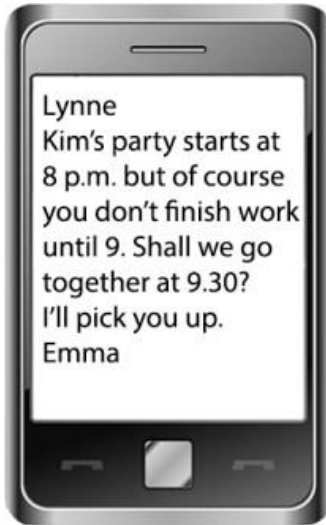 Lynne
Kim's party starts at
8 p.m. but of course
you don't finish work
until 9. Shall we go
together at 9.30?
I'll pick you up.
Emma